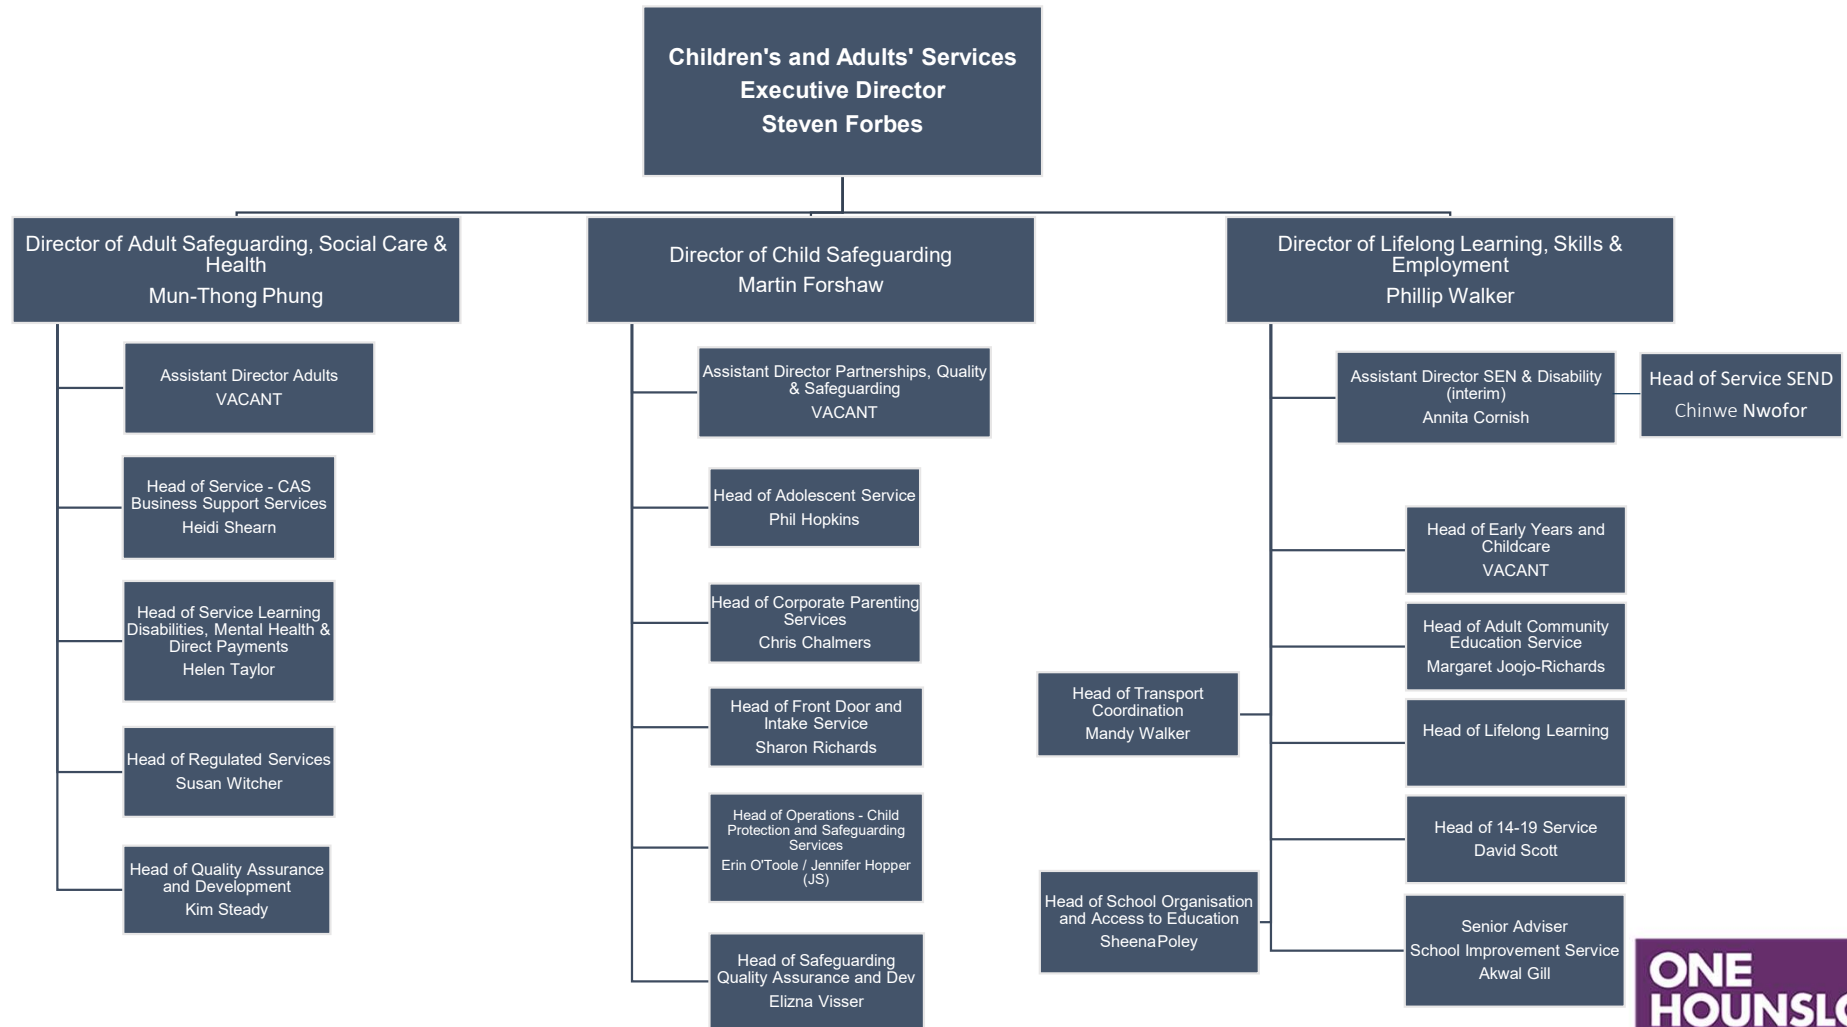 Children's and Adults' Services
Executive Director
Steven Forbes
Director of Adult Safeguarding, Social Care &
Health
Mun-Thong Phung
Assistant Director Adults
VACANT
Head of Service - CAS
Business Support Services
Heidi Shearn
Head of Service Learning
Disabilities, Mental Health &
Direct Payments
Helen Taylor
Head of Regulated Services
Susan Witcher
Head of Quality Assurance
and Development
Kim Steady
Director of Child Safeguarding
Martin Forshaw
Assistant Director Partnerships, Quality
& Safeguarding
VACANT
Head of Adolescent Service
Phil Hopkins
Head of Corporate Parenting
Services
Chris Chalmers
Head of Front Door and
Intake Service
Sharon Richards
Head of Operations - Child
Protection and Safeguarding
Services
Erin O'Toole / Jennifer Hopper
(JS)
Head of Safeguarding
Quality Assurance and Dev
Elizna Visser
Director of Lifelong Learning, Skills &
Employment
Phillip Walker
Assistant Director SEN & Disability
(interim)
Annita Cornish
Head of Service SEND
Chinwe Nwofor
Head of Early Years and
Childcare
VACANT
Head of Adult Community
Education Service
Margaret Joojo-Richards
Head of Transport
Coordination
Mandy Walker
Head of Lifelong Learning
Head of 14-19 Service
David Scott
Head of School Organisation
and Access to Education
Sheena Poley
Senior Adviser
School Improvement Service
Akwal Gill
ONE
HOUNSLO